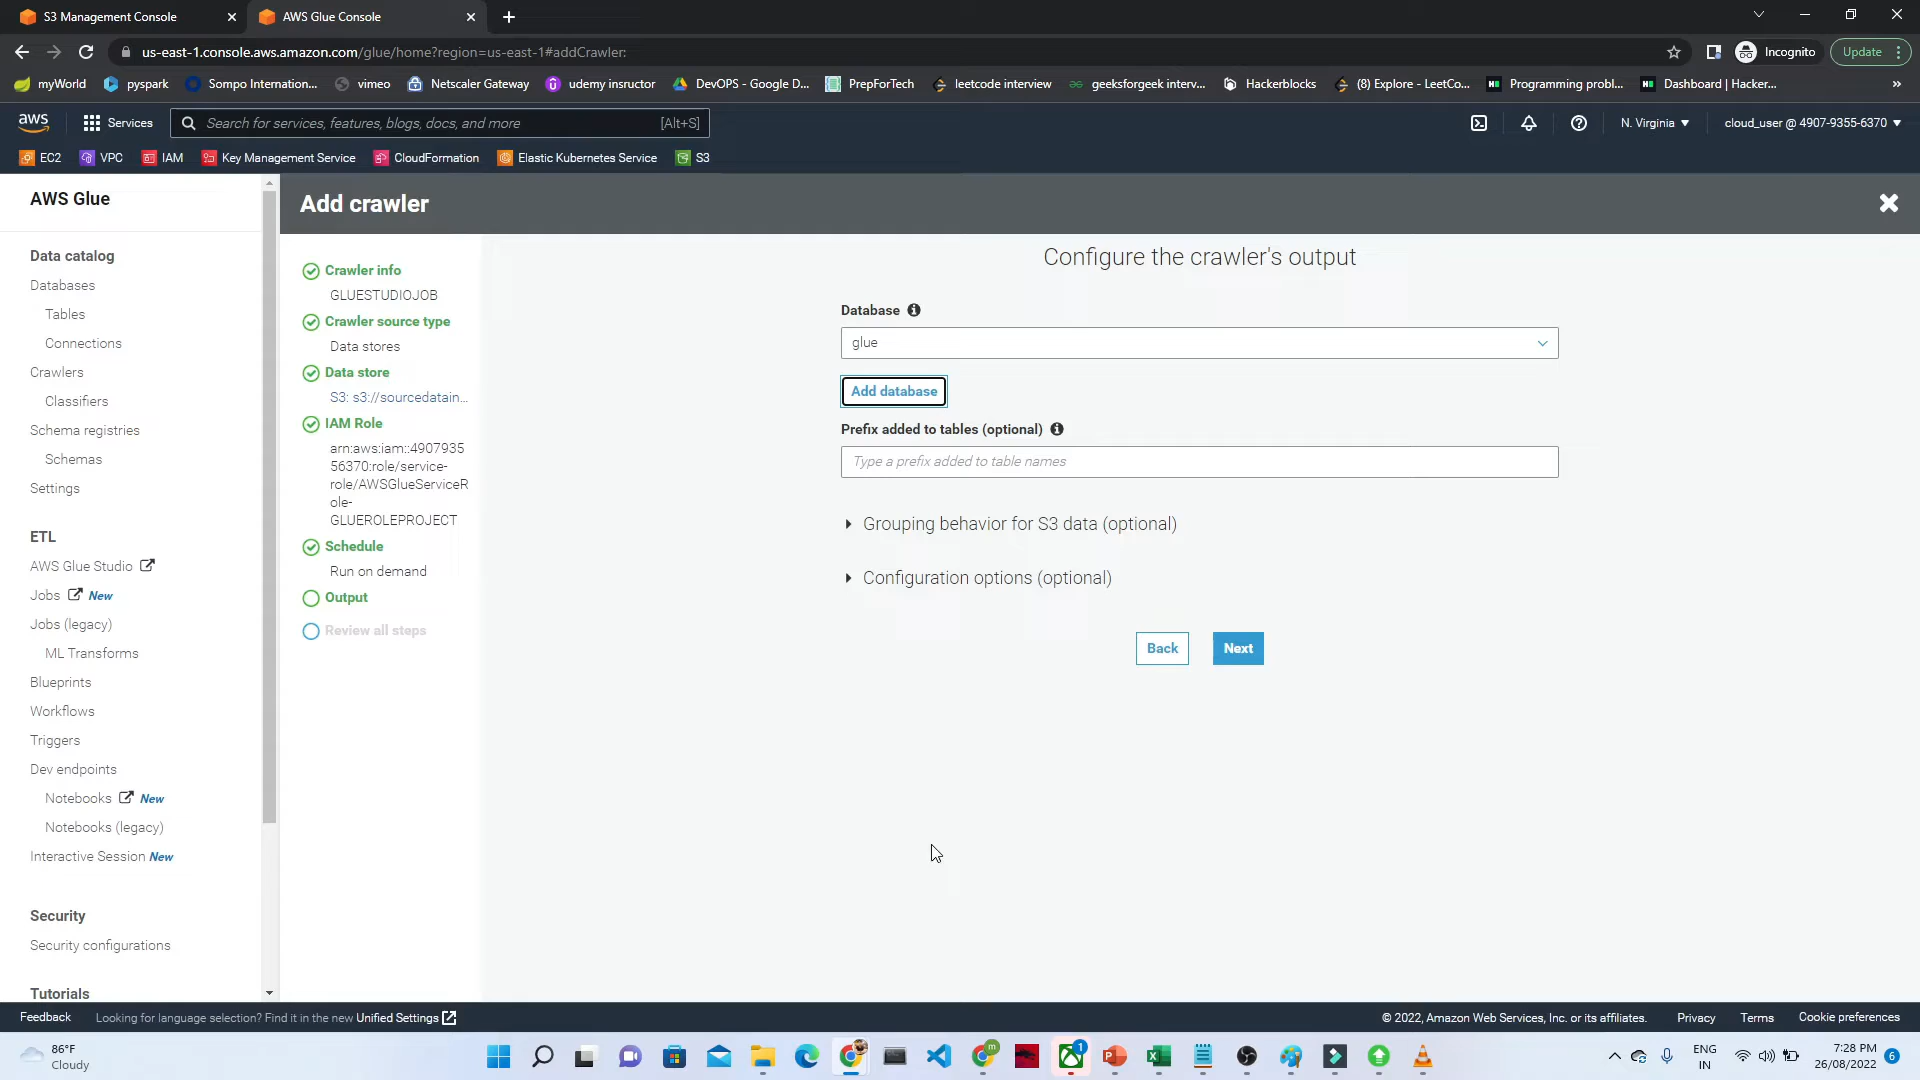 S3 Management Console
AWS Glue Console
us-east-1.console.aws.amazon.com/glue/home?region=us-east-1#addCrawler:
Incognito
Update
myWorld
pyspark
Sompo Internation...
vimeo
Netscaler Gateway
udemy insructor
DevOPS - Google D...
PrepForTech
leetcode interview
geeksforgeek interv...
Hackerblocks
(8) Explore - LeetCo...
Programming probl...
Dashboard | Hacker...
»
aws
Services
Search for services, features, blogs, docs, and more
[Alt+S]
N. Virginia
cloud_user @ 4907-9355-6370
EC2
VPC
IAM
Key Management Service
CloudFormation
Elastic Kubernetes Service
S3
AWS Glue
Data catalog
Databases
Tables
Connections
Crawlers
Classifiers
Schema registries
Schemas
Settings
ETL
AWS Glue Studio
Jobs New
Jobs (legacy)
ML Transforms
Blueprints
Workflows
Triggers
Dev endpoints
Notebooks New
Notebooks (legacy)
Interactive Session New
Security
Security configurations
Tutorials
Add crawler
Crawler info
GLUESTUDIOJOB
Crawler source type
Data stores
Data store
S3: s3://sourcedatain...
IAM Role
arn:aws:iam::4907935
56370:role/service-
role/AWSGlueServiceR
ole-
GLUEROLEPROJECT
Schedule
Run on demand
Output
Review all steps
Configure the crawler's output
Database
glue
Add database
Prefix added to tables (optional)
Type a prefix added to table names
Grouping behavior for S3 data (optional)
Configuration options (optional)
Back
Next
Feedback
Looking for language selection? Find it in the new Unified Settings
© 2022, Amazon Web Services, Inc. or its affiliates.
Privacy
Terms
Cookie preferences
86°F
Cloudy
m
1
ENG
IN
7:28 PM
26/08/2022
6